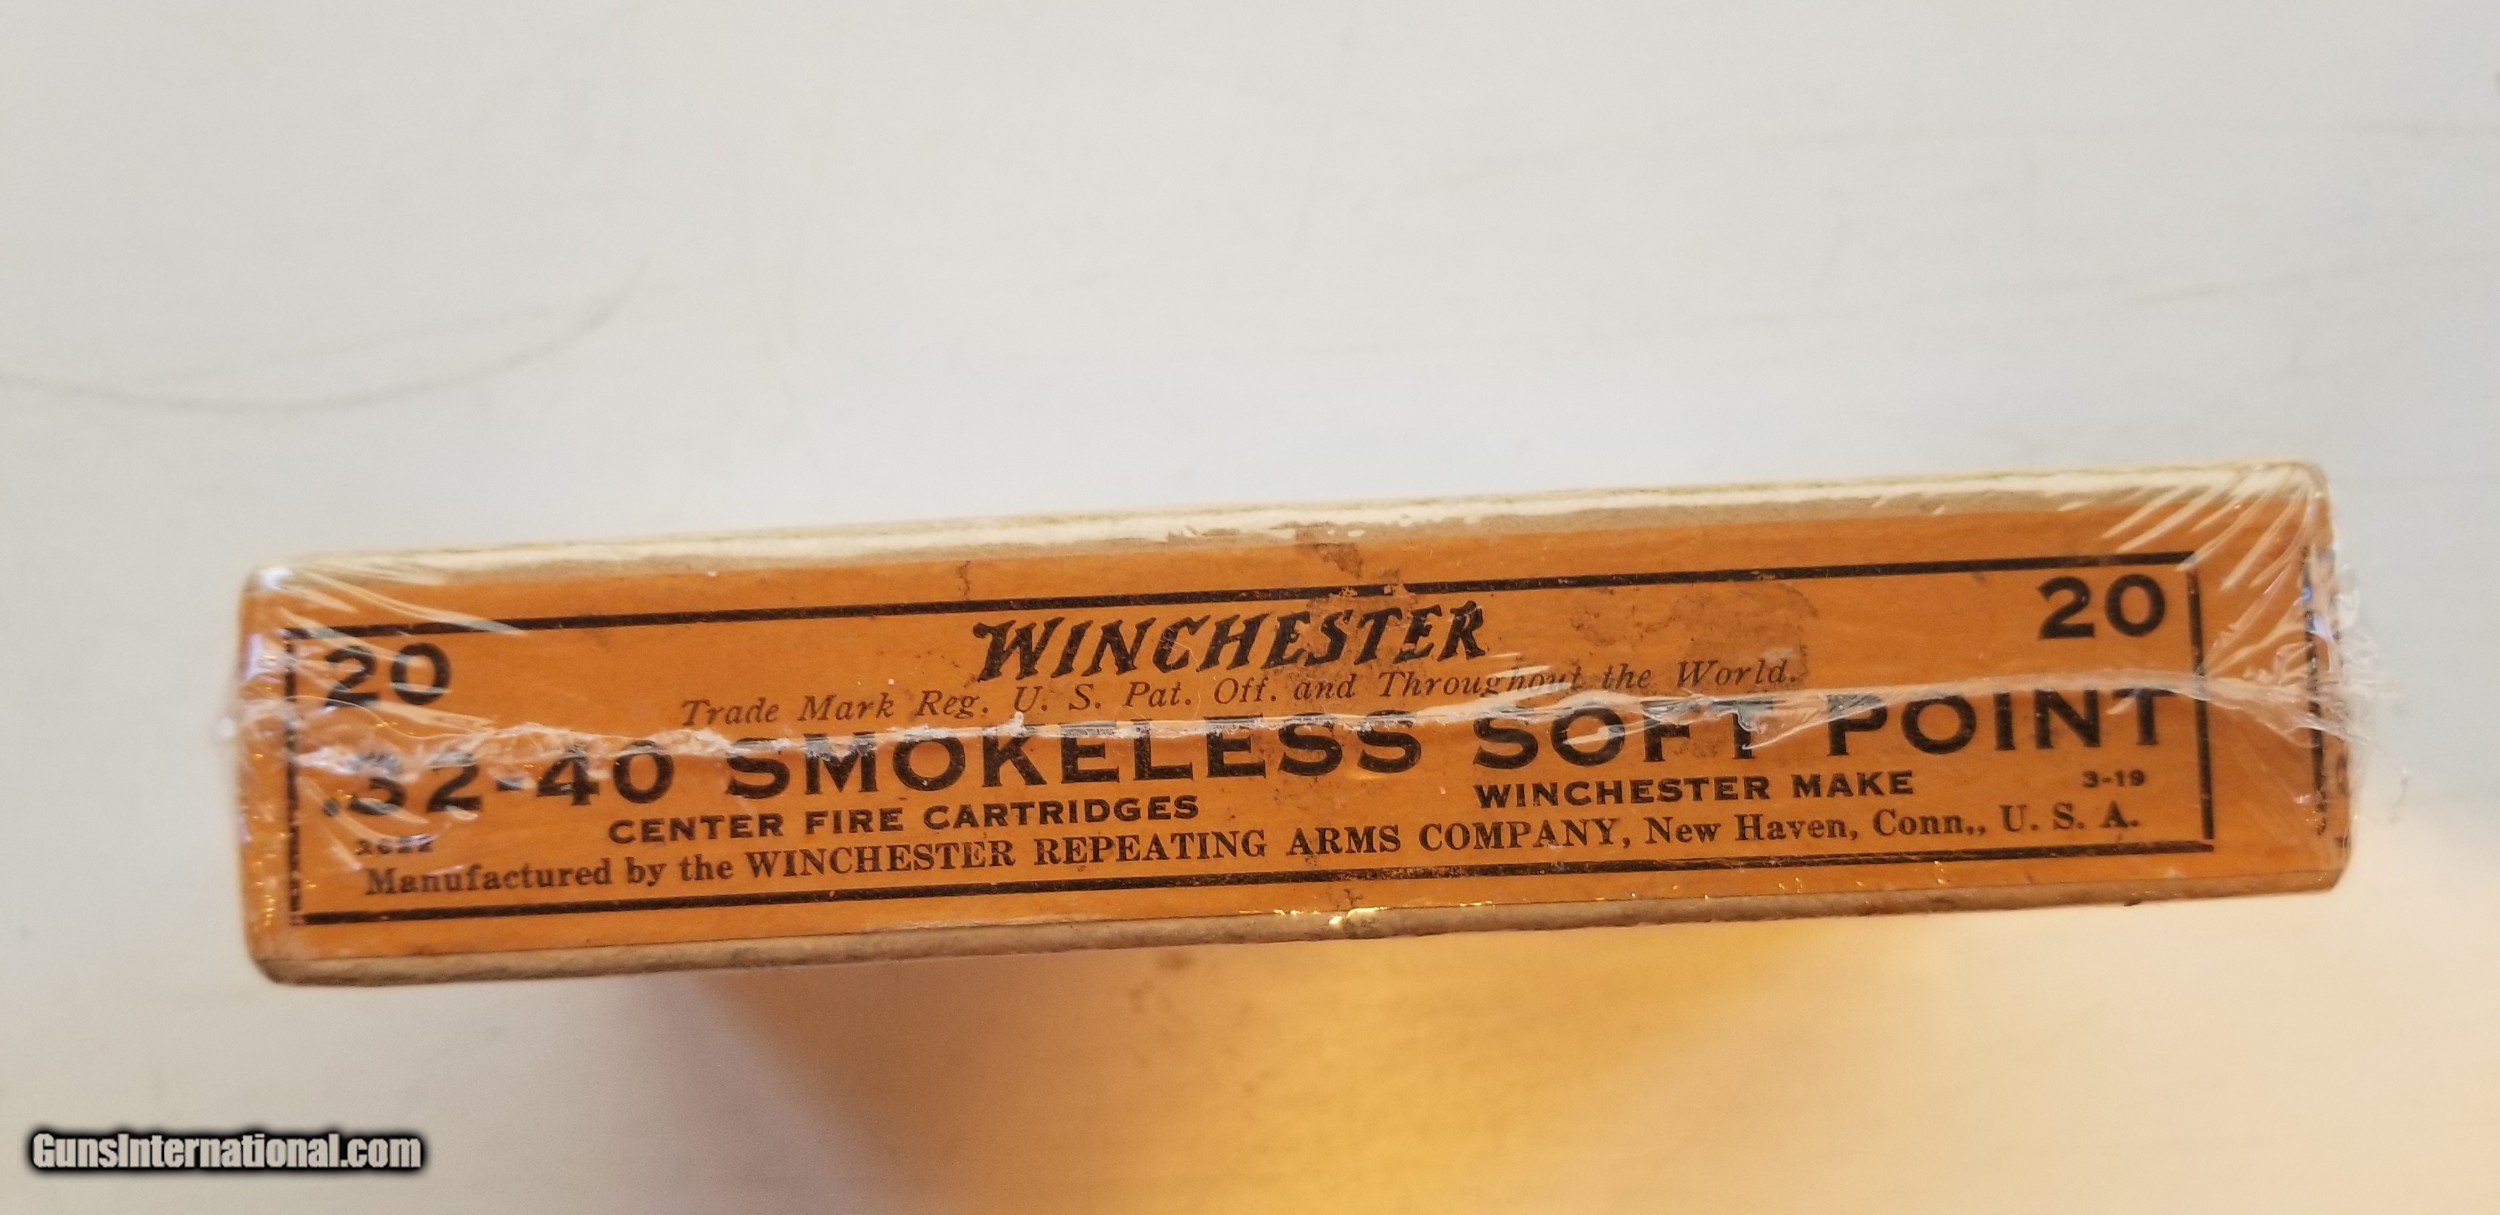 20 WINCHESTER 20
Trade Mark Reg. U. S. Pat. Off. and Throughout the World.
.32-40 SMOKELESS SOFT POINT
CENTER FIRE CARTRIDGES WINCHESTER MAKE 3-19
Manufactured by the WINCHESTER REPEATING ARMS COMPANY, New Haven, Conn., U. S. A.
GunsInternational.com